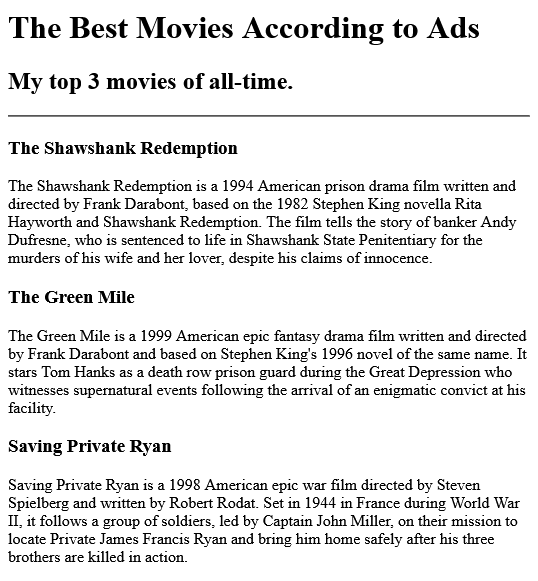 The Best Movies According to Ads
My top 3 movies of all-time.
The Shawshank Redemption
The Shawshank Redemption is a 1994 American prison drama film written and
directed by Frank Darabont, based on the 1982 Stephen King novella Rita
Hayworth and Shawshank Redemption. The film tells the story of banker Andy
Dufresne, who is sentenced to life in Shawshank State Penitentiary for the
murders of his wife and her lover, despite his claims of innocence.
The Green Mile
The Green Mile is a 1999 American epic fantasy drama film written and directed
by Frank Darabont and based on Stephen King's 1996 novel of the same name. It
stars Tom Hanks as a death row prison guard during the Great Depression who
witnesses supernatural events following the arrival of an enigmatic convict at his
facility.
Saving Private Ryan
Saving Private Ryan is a 1998 American epic war film directed by Steven
Spielberg and written by Robert Rodat. Set in 1944 in France during World War
II, it follows a group of soldiers, led by Captain John Miller, on their mission to
locate Private James Francis Ryan and bring him home safely after his three
brothers are killed in action.